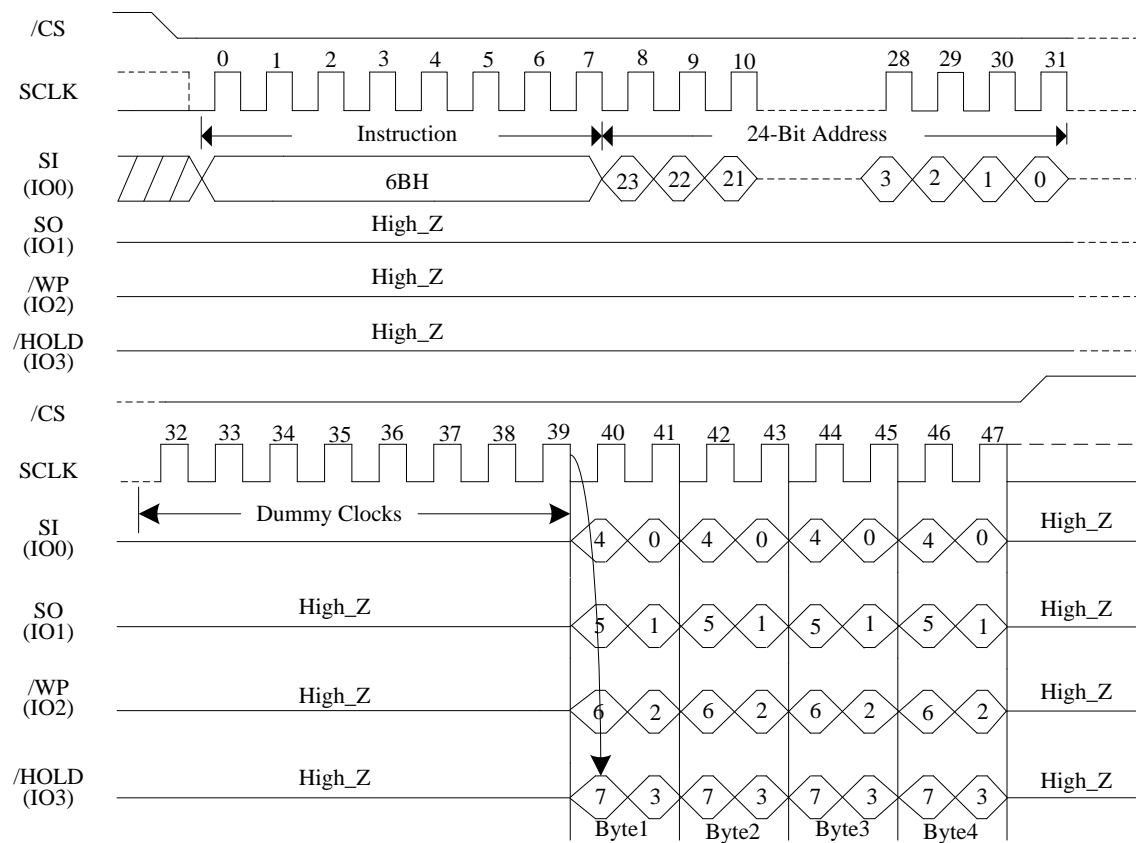 /CS
0 1 2 3 4 5 6 7 8 9 10 28 29 30 31
SCLK
Instruction 24-Bit Address
SI
(IO0)
6BH 23 22 21 3 2 1 0
SO
(IO1)
High_Z
/WP
(IO2)
High_Z
/HOLD
(IO3)
High_Z
/CS
32 33 34 35 36 37 38 39 40 41 42 43 44 45 46 47
SCLK
Dummy Clocks
SI
(IO0)
4 0 4 0 4 0 4 0 High_Z
SO
(IO1)
High_Z 5 1 5 1 5 1 5 1 High_Z
/WP
(IO2)
High_Z 6 2 6 2 6 2 6 2 High_Z
/HOLD
(IO3)
High_Z 7 3 7 3 7 3 7 3 High_Z
Byte1 Byte2 Byte3 Byte4